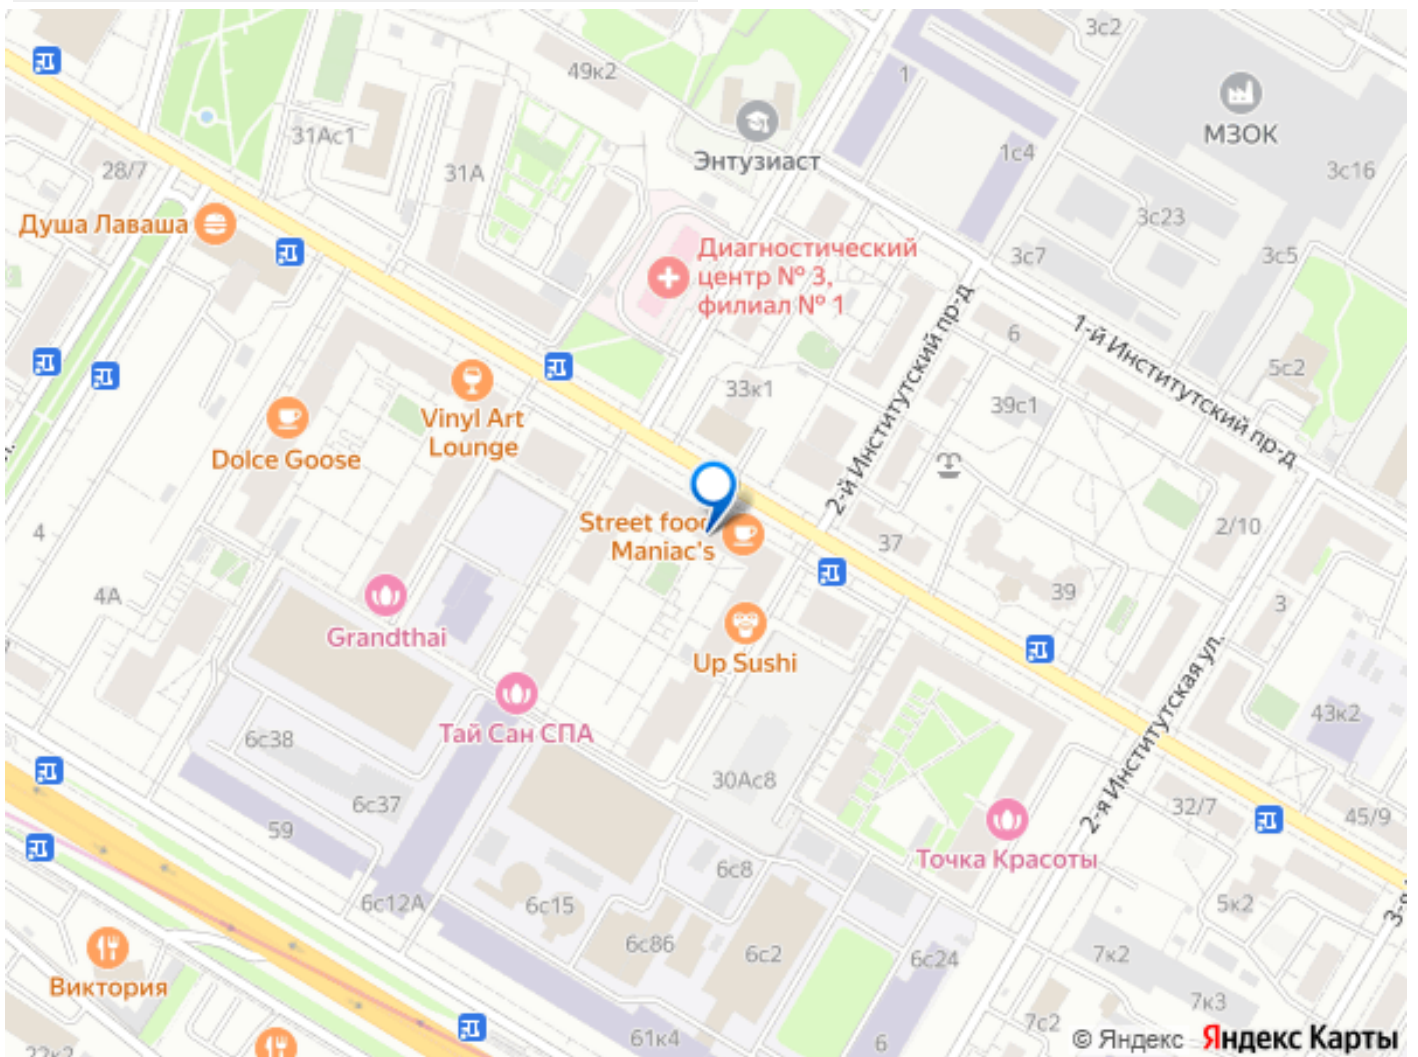 3с2
49к2
1
МЗОК
31Ас1
Энтузиаст
1с4
28/7
31А
3с16
Душа Лаваша
3с23
Диагностический
центр № 3,
филиал № 1
3с7
3с5
6
1-й Институтский пр-д
2-й Институтский пр-д
5с2
33к1
39с1
Vinyl Art
Lounge
Dolce Goose
Street food
Maniac's
2/10
4
37
4А
39
3
Grandthai
Up Sushi
2-я Институтская ул.
43к2
6с38
Тай Сан СПА
30Ас8
6с37
32/7
45/9
59
Точка Красоты
6с8
6с12А
6с15
5к2
6с86
6с2
6с24
7к2
Виктория
7к3
7с2
61к4
6
22к2
© Яндекс
Яндекс Карты